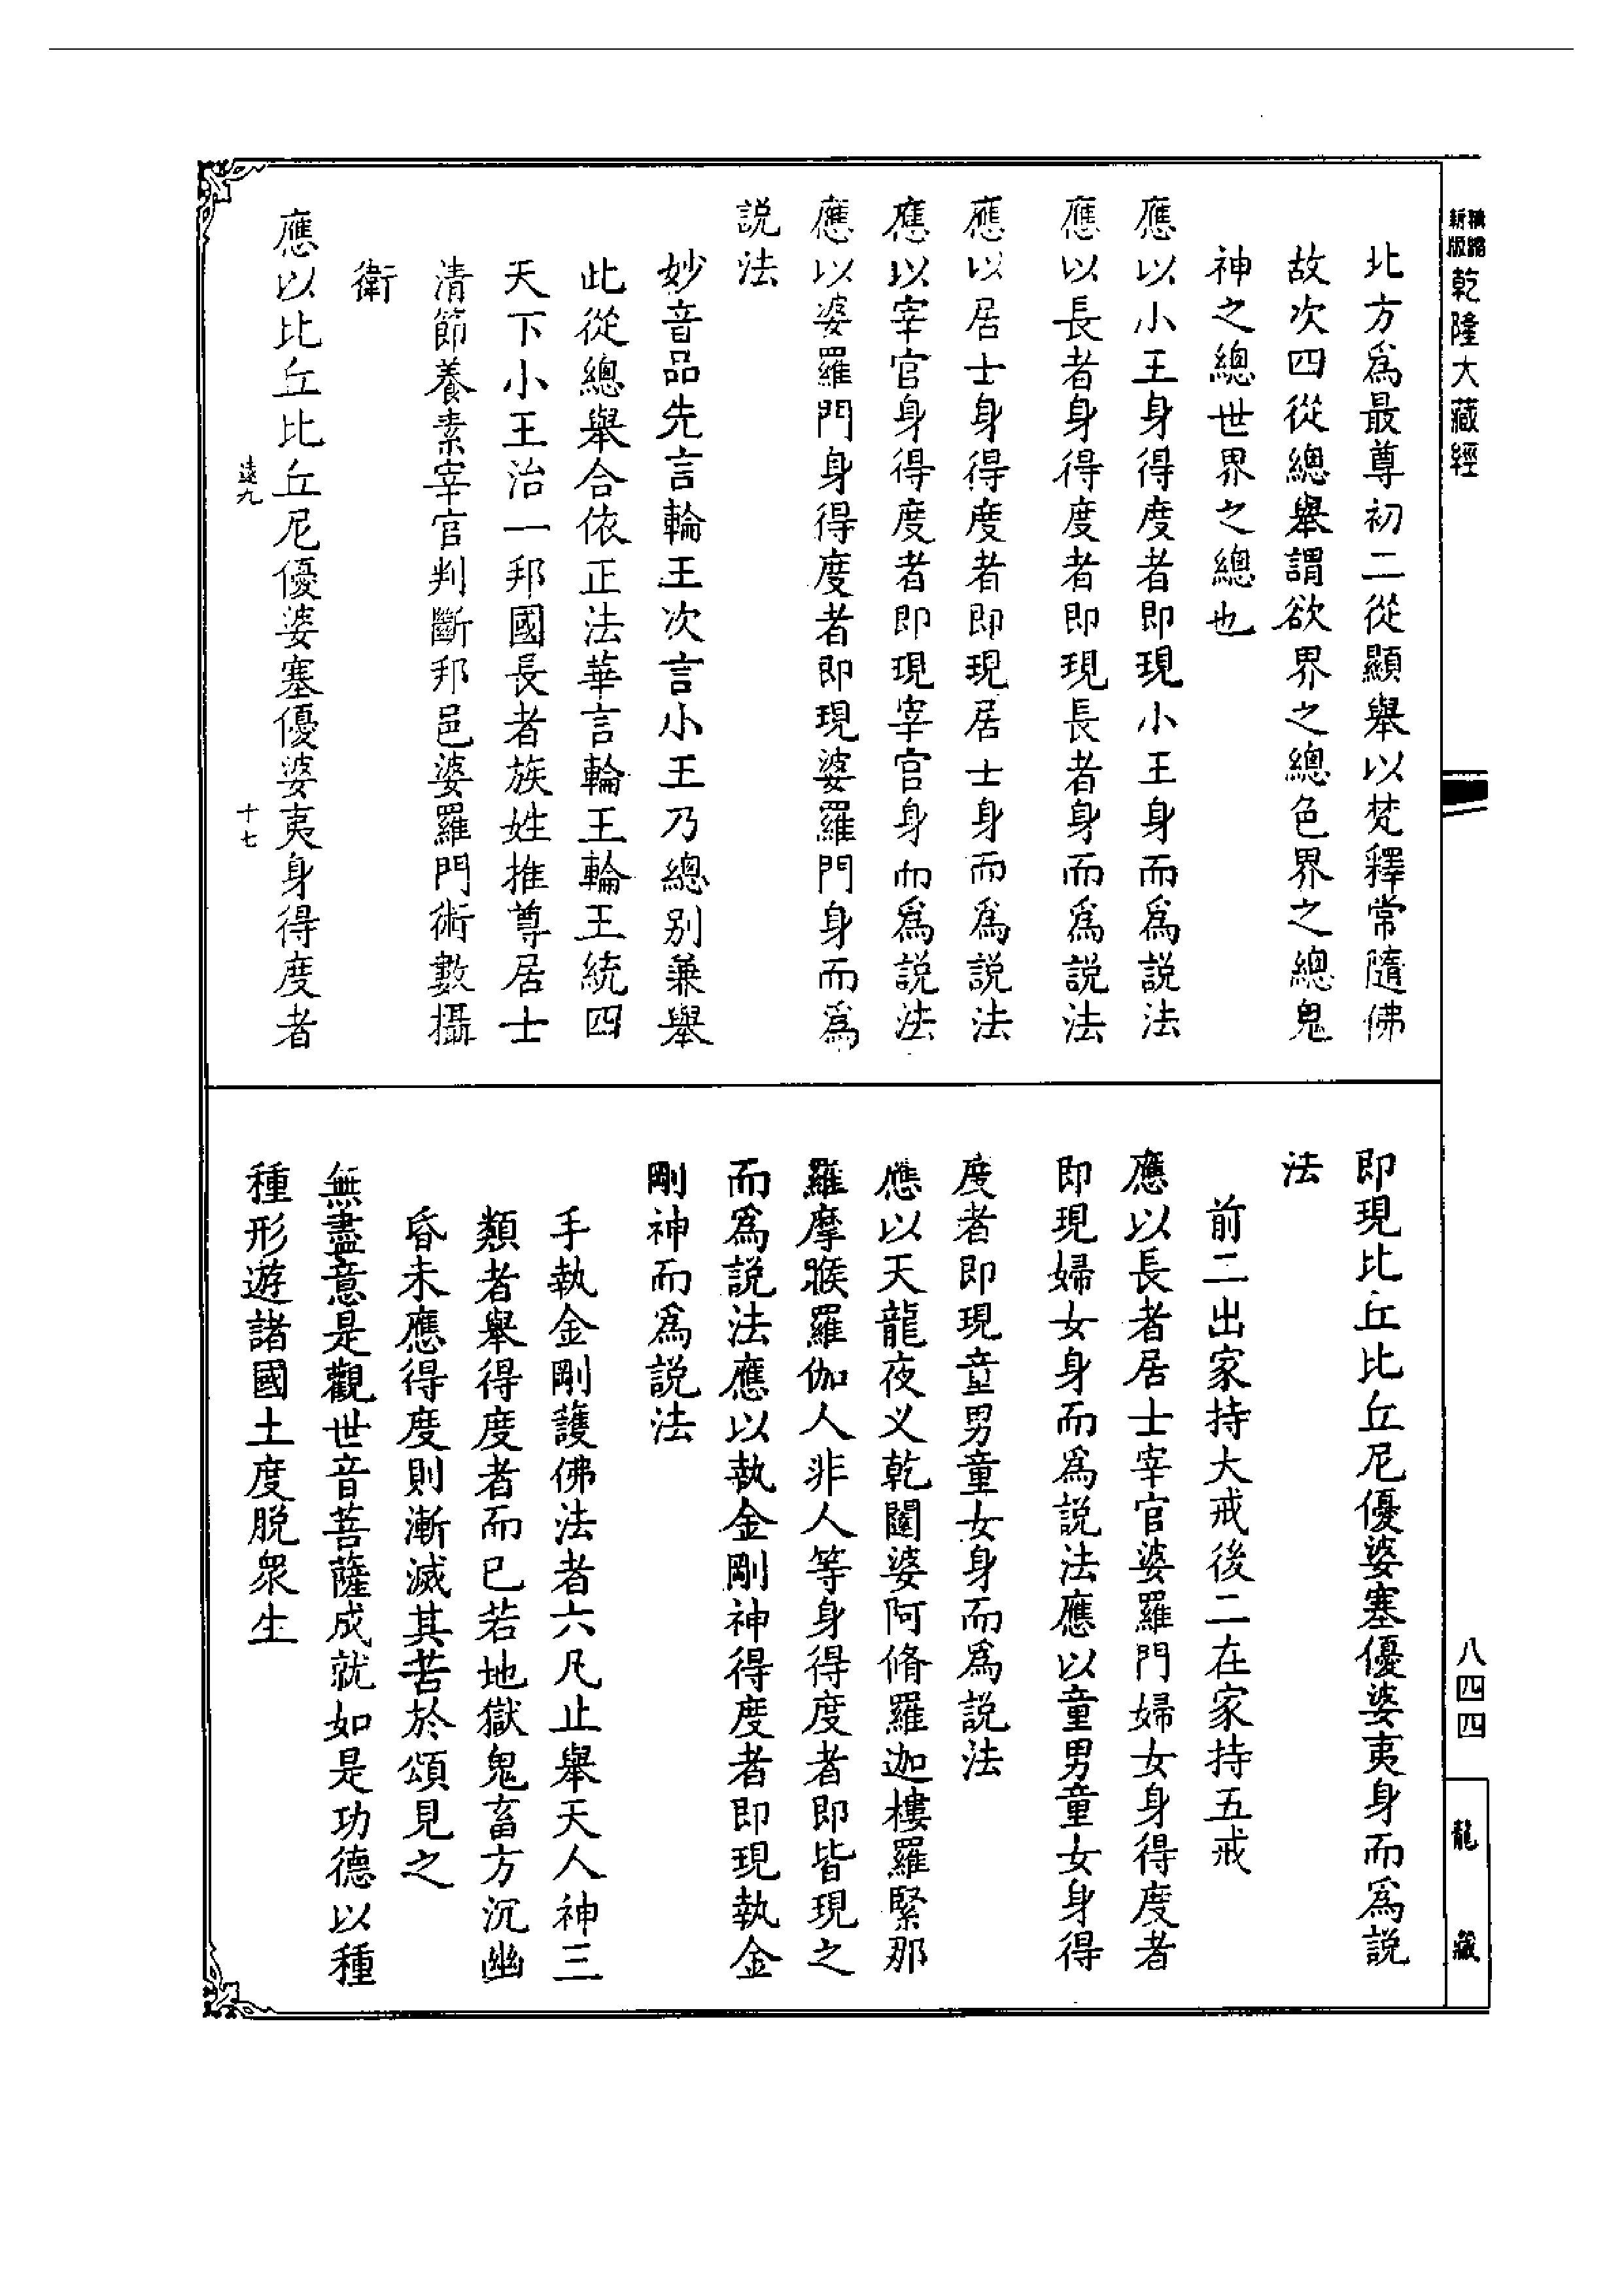 新版
精縮
乾隆大藏經
北方為最尊初二從顯舉以梵釋常隨佛
故次四從總舉謂欲界之總色界之總鬼
神之總世界之總也
應以小王身得度者即現小王身而為說法
應以長者身得度者即現長者身而為說法
應以居士身得度者即現居士身而為說法
應以宰官身得度者即現宰官身而為說法
應以婆羅門身得度者即現婆羅門身而為
說法
妙音品先言輪王次言小王乃總別兼舉
此從總舉合依正法華言輪王輪王統四
天下小王治一邦國長者族姓推尊居士
清節養素宰官判斷邦邑婆羅門術數攝
衛
應以比丘比丘尼優婆塞優婆夷身得度者
遠九
十七
即現比丘比丘尼優婆塞優婆夷身而為說
法
前二出家持大戒後二在家持五戒
應以長者居士宰官婆羅門婦女身得度者
即現婦女身而為說法應以童男童女身得
度者即現童男童女身而為說法
應以天龍夜叉乾闥婆阿脩羅迦樓羅緊那
羅摩睺羅伽人非人等身得度者即皆現之
而為說法應以執金剛神得度者即現執金
剛神而為說法
手執金剛護佛法者六凡止舉天人神三
類者舉得度者而已若地獄鬼畜方沉幽
昏未應得度則漸滅其苦於頌見之
無盡意是觀世音菩薩成就如是功德以種
種形遊諸國土度脫眾生
八四四
龍藏